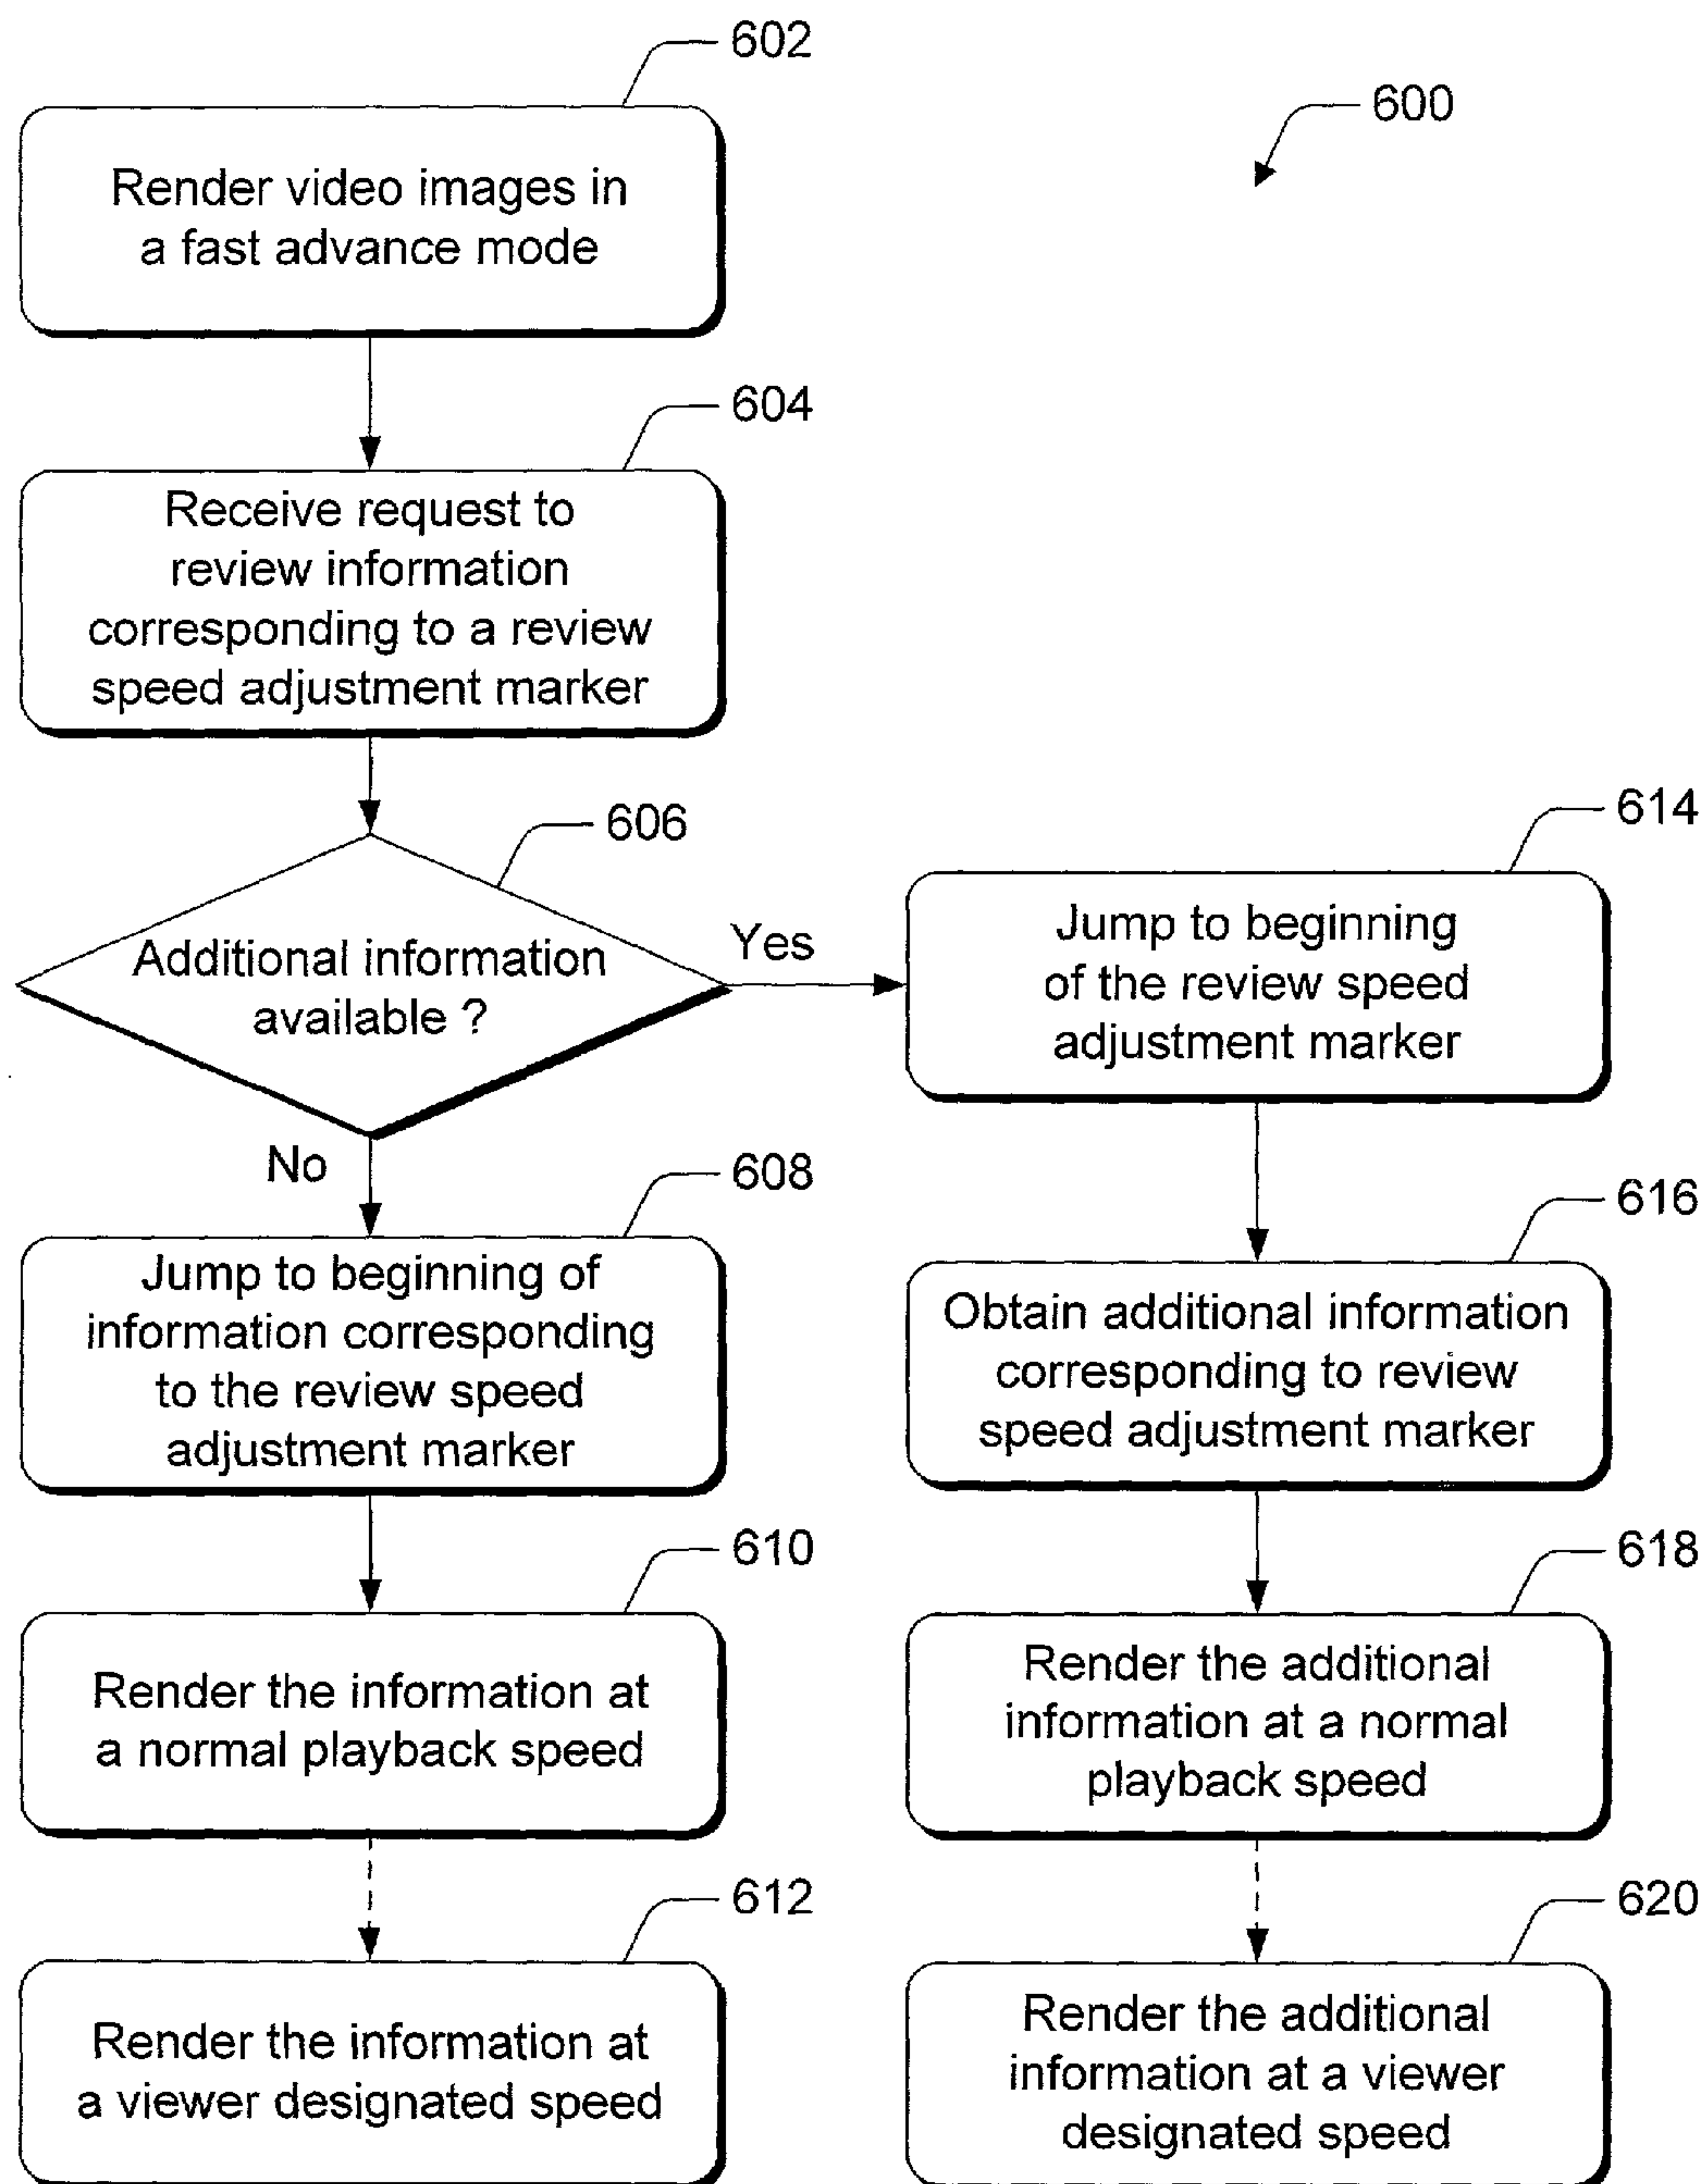 602
600
Render video images in
a fast advance mode
604
Receive request to
review information
corresponding to a review
speed adjustment marker
606
Additional information
available ?
Yes
No
614
Jump to beginning
of the review speed
adjustment marker
608
Jump to beginning of
information corresponding
to the review speed
adjustment marker
616
Obtain additional information
corresponding to review
speed adjustment marker
610
Render the information at
a normal playback speed
618
Render the additional
information at a normal
playback speed
612
Render the information at
a viewer designated speed
620
Render the additional
information at a viewer
designated speed